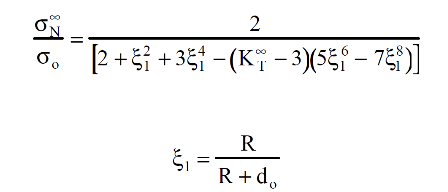 σ_N^∞ / σ_o = 2 / [2 + ξ_1^2 + 3ξ_1^4 − (K_T^∞ − 3)(5ξ_1^6 − 7ξ_1^8)]
ξ_1 = R / (R + d_o)